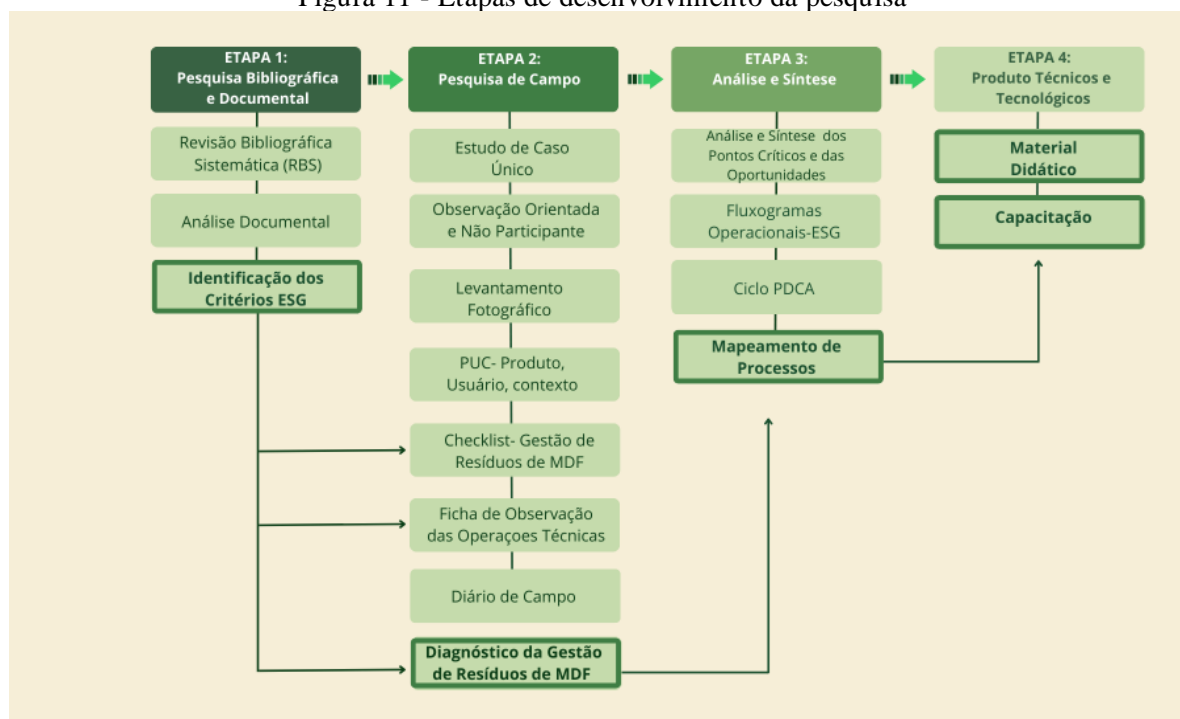 Figura 11 - Etapas de desenvolvimento da pesquisa
ETAPA 1:
Pesquisa Bibliográfica
e Documental
Revisão Bibliográfica
Sistemática (RBS)
Análise Documental
Identificação dos
Critérios ESG
ETAPA 2:
Pesquisa de Campo
Estudo de Caso
Único
Observação Orientada
e Não Participante
Levantamento
Fotográfico
PUC- Produto,
Usuário, contexto
Checklist- Gestão de
Resíduos de MDF
Ficha de Observação
das Operaçoes Técnicas
Diário de Campo
Diagnóstico da Gestão
de Resíduos de MDF
ETAPA 3:
Análise e Síntese
Análise e Síntese dos
Pontos Críticos e das
Oportunidades
Fluxogramas
Operacionais-ESG
Ciclo PDCA
Mapeamento de
Processos
ETAPA 4:
Produto Técnicos e
Tecnológicos
Material
Didático
Capacitação